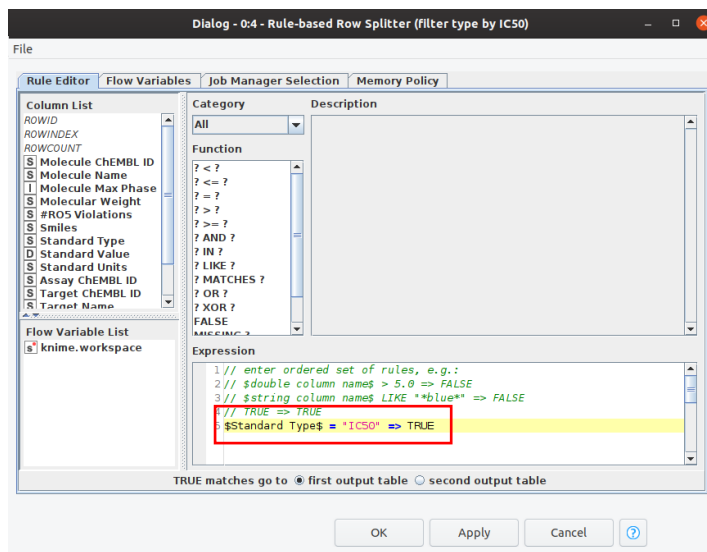 Dialog - 0:4 - Rule-based Row Splitter (filter type by IC50)
File
Rule Editor Flow Variables Job Manager Selection Memory Policy
Column List
ROWID
ROWINDEX
ROWCOUNT
S Molecule ChEMBL ID
S Molecule Name
I Molecule Max Phase
S Molecular Weight
S #RO5 Violations
S Smiles
S Standard Type
D Standard Value
S Standard Units
S Assay ChEMBL ID
S Target ChEMBL ID
S Target Name
Flow Variable List
s knime.workspace
Category
All
Function
? < ?
? <= ?
? = ?
? > ?
? >= ?
? AND ?
? IN ?
? LIKE ?
? MATCHES ?
? OR ?
? XOR ?
FALSE
MISSING ?
Description
Expression
1 // enter ordered set of rules, e.g.:
2 // $double column name$ > 5.0 => FALSE
3 // $string column name$ LIKE "*blue*" => FALSE
4 // TRUE => TRUE
5 $Standard Type$ = "IC50" => TRUE
TRUE matches go to first output table second output table
OK Apply Cancel ?